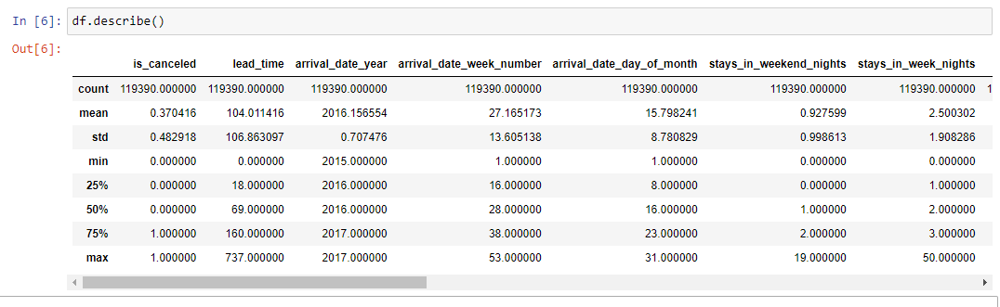 In [6]: df.describe()
Out[6]:
is_canceled lead_time arrival_date_year arrival_date_week_number arrival_date_day_of_month stays_in_weekend_nights stays_in_week_nights
count 119390.000000 119390.000000 119390.000000 119390.000000 119390.000000 119390.000000 119390.000000 1
mean 0.370416 104.011416 2016.156554 27.165173 15.798241 0.927599 2.500302
std 0.482918 106.863097 0.707476 13.605138 8.780829 0.998613 1.908286
min 0.000000 0.000000 2015.000000 1.000000 1.000000 0.000000 0.000000
25% 0.000000 18.000000 2016.000000 16.000000 8.000000 0.000000 1.000000
50% 0.000000 69.000000 2016.000000 28.000000 16.000000 1.000000 2.000000
75% 1.000000 160.000000 2017.000000 38.000000 23.000000 2.000000 3.000000
max 1.000000 737.000000 2017.000000 53.000000 31.000000 19.000000 50.000000